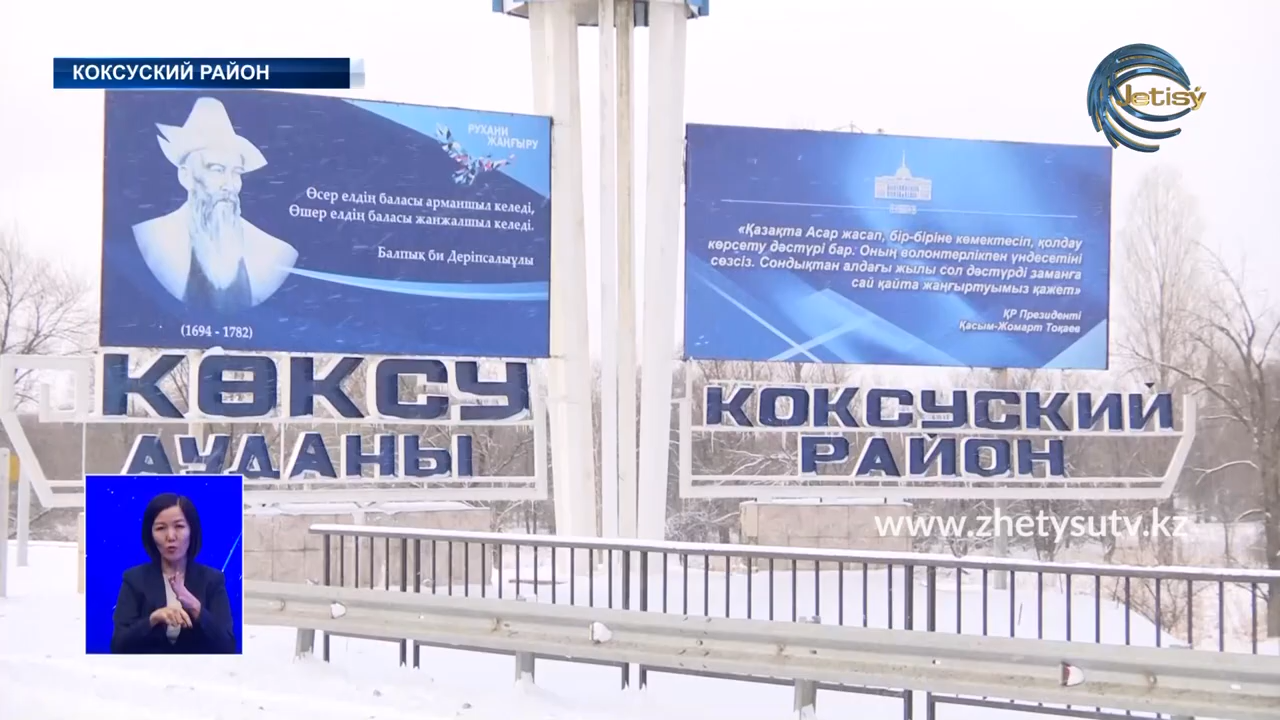 КОКСУСКИЙ РАЙОН
Jetisý
РУХАНИ
ЖАҢҒЫРУ
Өсер елдің баласы арманшыл келеді,
Өшер елдің баласы жанжалшыл келеді.
Балпық би Деріпсалыұлы
(1694 - 1782)
«Қазақта Асар жасап, бір-біріне көмектесіп, қолдау
көрсету дәстүрі бар. Оның волонтерлікпен үндесетіні
сөзсіз. Сондықтан алдағы жылы сол дәстүрді заманға
сай қайта жаңғыртуымыз қажет»
ҚР Президенті
Қасым-Жомарт Тоқаев
КӨКСУ
АУДАНЫ
КОКСУСКИЙ
РАЙОН
www.zhetysutv.kz